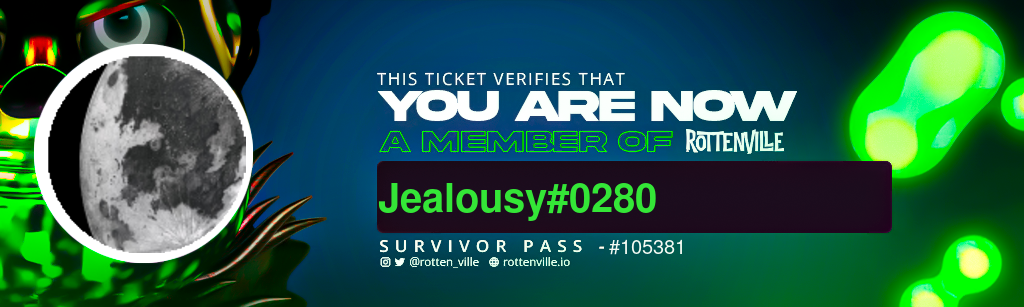 THIS TICKET VERIFIES THAT
YOU ARE NOW
A MEMBER OF ROTTENVILLE
Jealousy#0280
SURVIVOR PASS - #105381
@rotten_ville rottenville.io